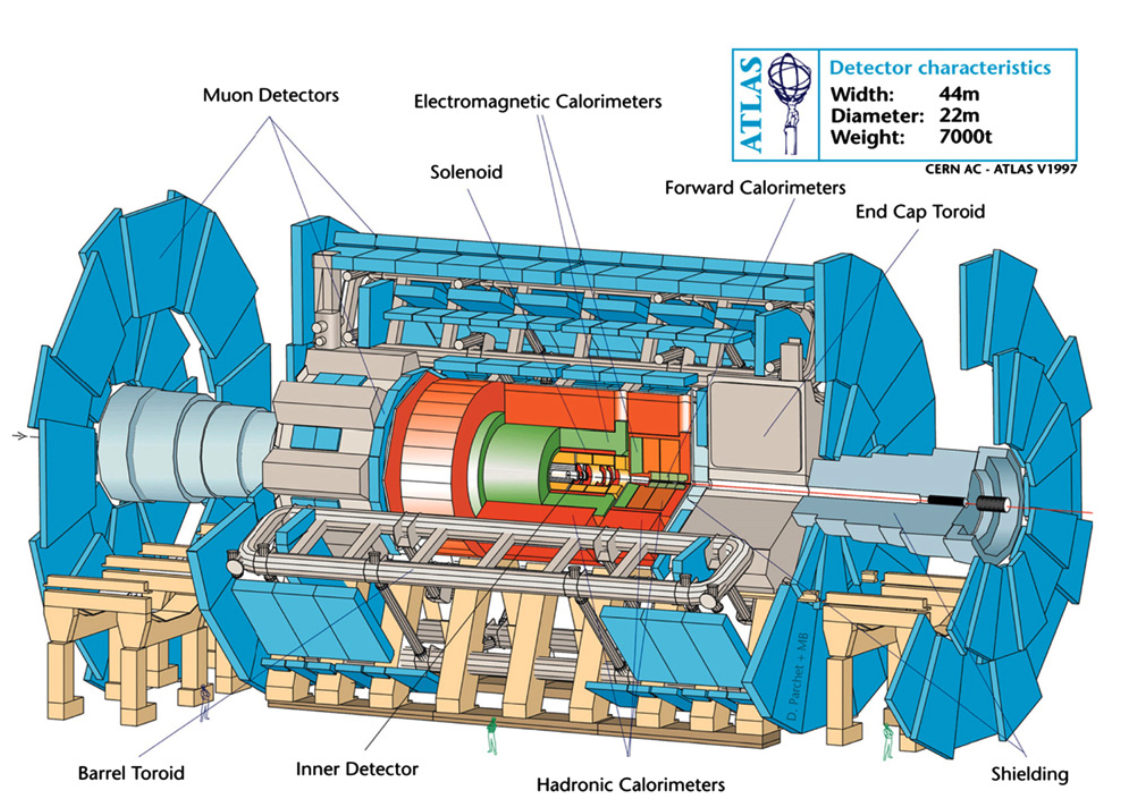 ATLAS
Detector characteristics
Width: 44m
Diameter: 22m
Weight: 7000t
CERN AC - ATLAS V1997
Muon Detectors
Electromagnetic Calorimeters
Solenoid
Forward Calorimeters
End Cap Toroid
D. Parchet + MB
Barrel Toroid
Inner Detector
Hadronic Calorimeters
Shielding